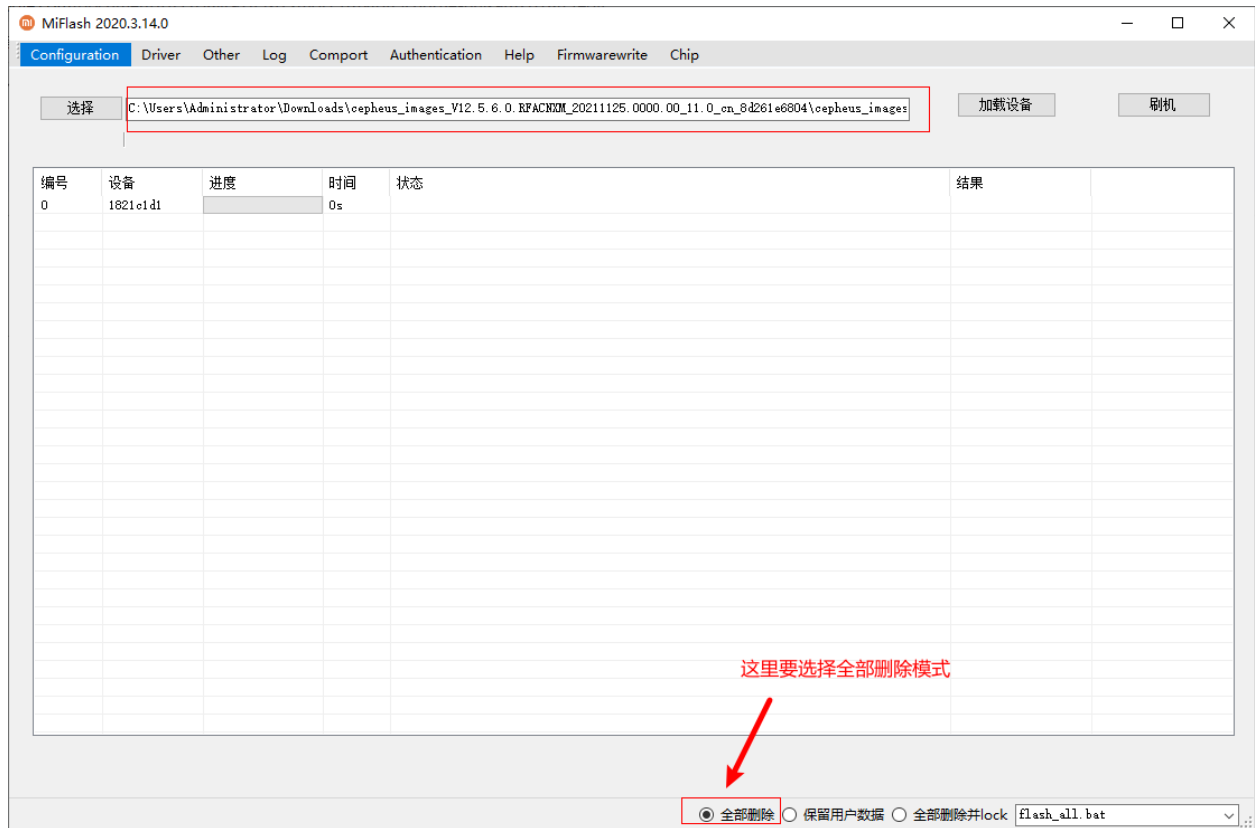 MiFlash 2020.3.14.0
Configuration Driver Other Log Comport Authentication Help Firmwarewrite Chip
选择 C:\Users\Administrator\Downloads\cepheus_images_V12.5.6.0.RFACNXM_20211125.0000.00_11.0_cn_8d261e6804\cepheus_images 加载设备 刷机
编号 设备 进度 时间 状态 结果
0 1821c1d1 0s
这里要选择全部删除模式
全部删除 保留用户数据 全部删除并lock flash_all.bat